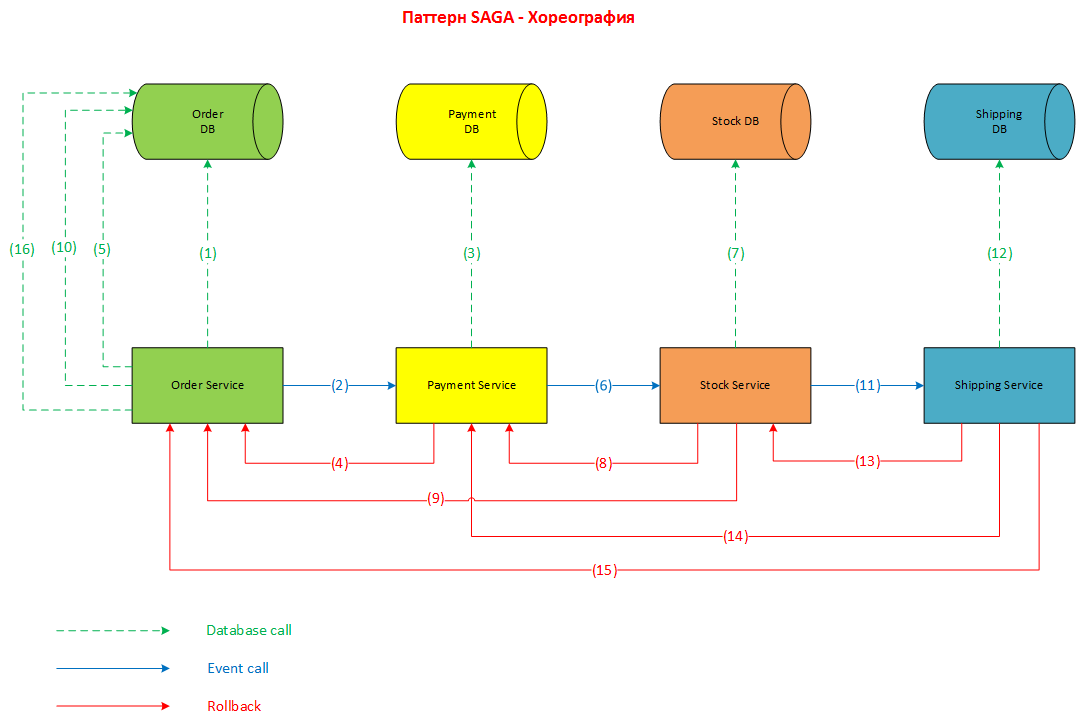 Паттерн SAGA - Хореография
Order
DB
Payment
DB
Stock DB
Shipping
DB
(16)
(10)
(5)
(1)
(3)
(7)
(12)
Order Service
(2)
Payment Service
(6)
Stock Service
(11)
Shipping Service
(4)
(8)
(13)
(9)
(14)
(15)
Database call
Event call
Rollback